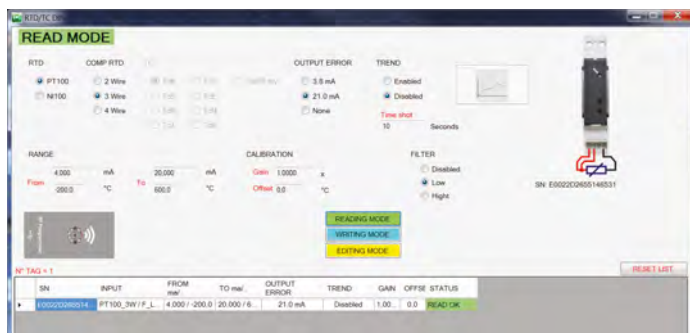 READ MODE
RTD COMP RTD OUTPUT ERROR TREND
PT100 2 Wire 3.6 mA Enabled
NI100 3 Wire 21.0 mA Disabled
4 Wire None
Time shot
10 Seconds
RANGE CALIBRATION FILTER
4.000 mA 20.000 mA Gain 1.0000 x Disabled
From -200.0 °C To 600.0 °C Offset 0.0 °C Low
Hight
SN: E0022D2655148531
READING MODE
WRITING MODE
EDITING MODE
N° TAG = 1 RESET LIST
SN INPUT FROM ma/.. TO ma/.. OUTPUT ERROR TREND GAIN OFFSE STATUS
PT100_3W / F_L... 4.000 / -200.0 20.000 / 6... 21.0 mA Disabled 1.00... 0.0 READ OK